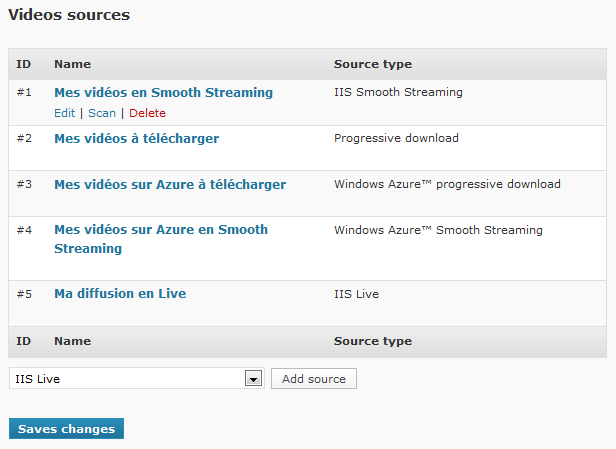 Videos sources
ID Name Source type
#1 Mes vidéos en Smooth Streaming IIS Smooth Streaming
Edit | Scan | Delete
#2 Mes vidéos à télécharger Progressive download
#3 Mes vidéos sur Azure à télécharger Windows Azure™ progressive download
#4 Mes vidéos sur Azure en Smooth Windows Azure™ Smooth Streaming
Streaming
#5 Ma diffusion en Live IIS Live
ID Name Source type
IIS Live Add source
Saves changes